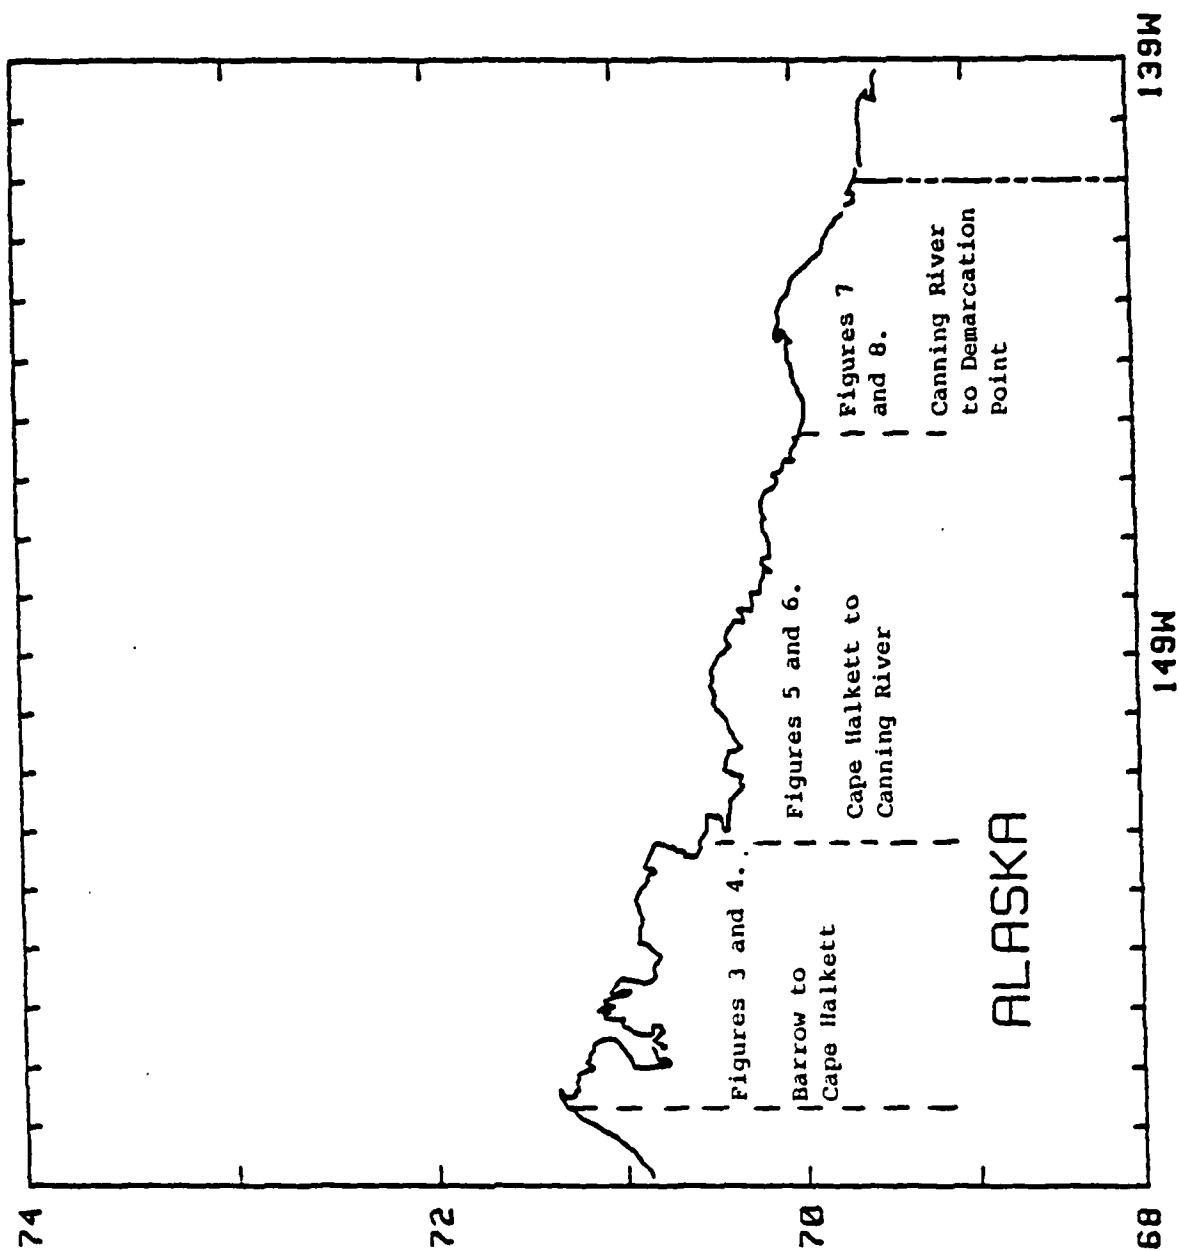 74
72
70
68
Figures 3 and 4.
Barrow to
Cape Halkett
Figures 5 and 6.
Cape Halkett to
Canning River
Figures 7
and 8.
Canning River
to Demarcation
Point
ALASKA
149W
139W